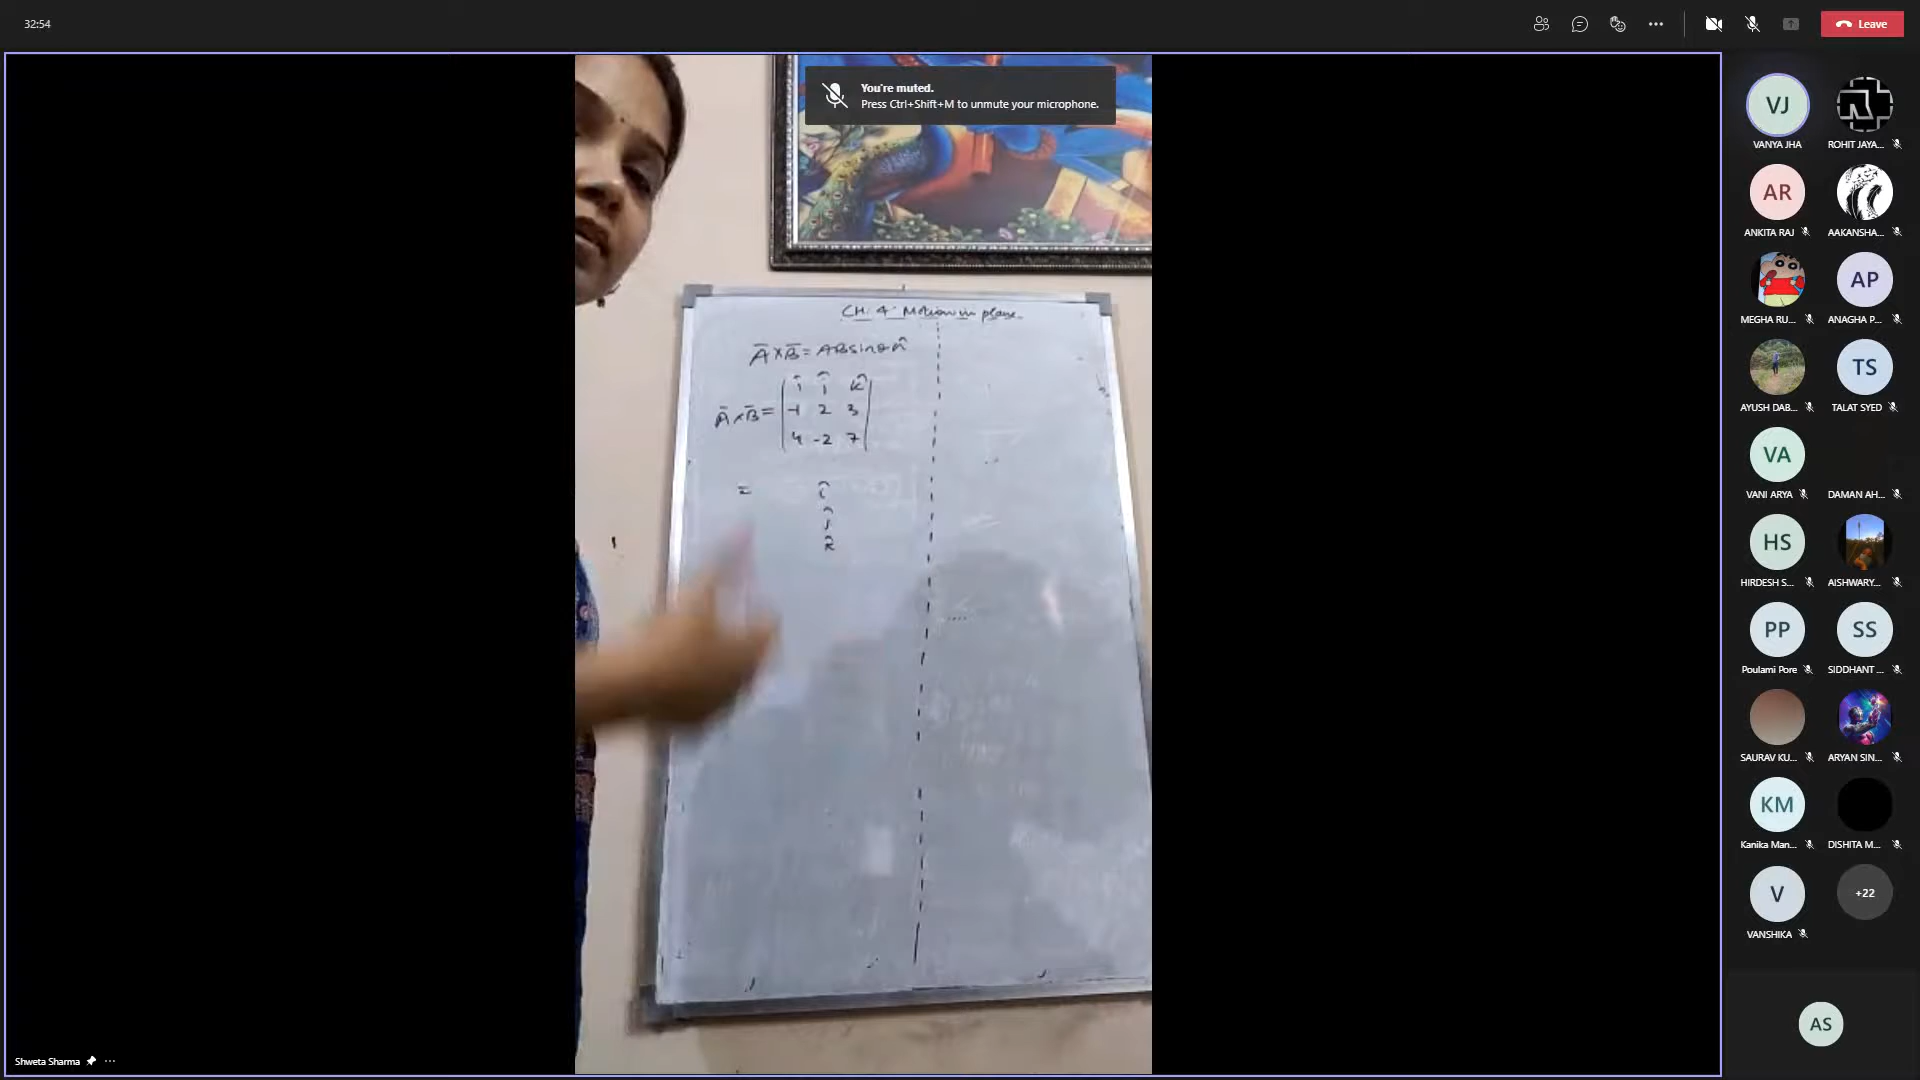 32:54
Leave
You're muted.
Press Ctrl+Shift+M to unmute your microphone.
CH. 4 Motion in plane
A̅ × B̅ = AB sinθ n̂
î ĵ k̂
A̅ × B̅ = -1 2 3
4 -2 7
= î
ĵ
k̂
VJ
VANYA JHA
ROHIT JAYA...
AR
ANKITA RAJ
AAKANSHA...
MEGHA RU...
AP
ANAGHA P...
AYUSH DAB...
TS
TALAT SYED
VA
VANI ARYA
DAMAN AH...
HS
HIRDESH S...
AISHWARY...
PP
Poulami Pore
SS
SIDDHANT ...
SAURAV KU...
ARYAN SIN...
KM
Kanika Man...
DISHITA M...
V
VANSHIKA
+22
AS
Shweta Sharma